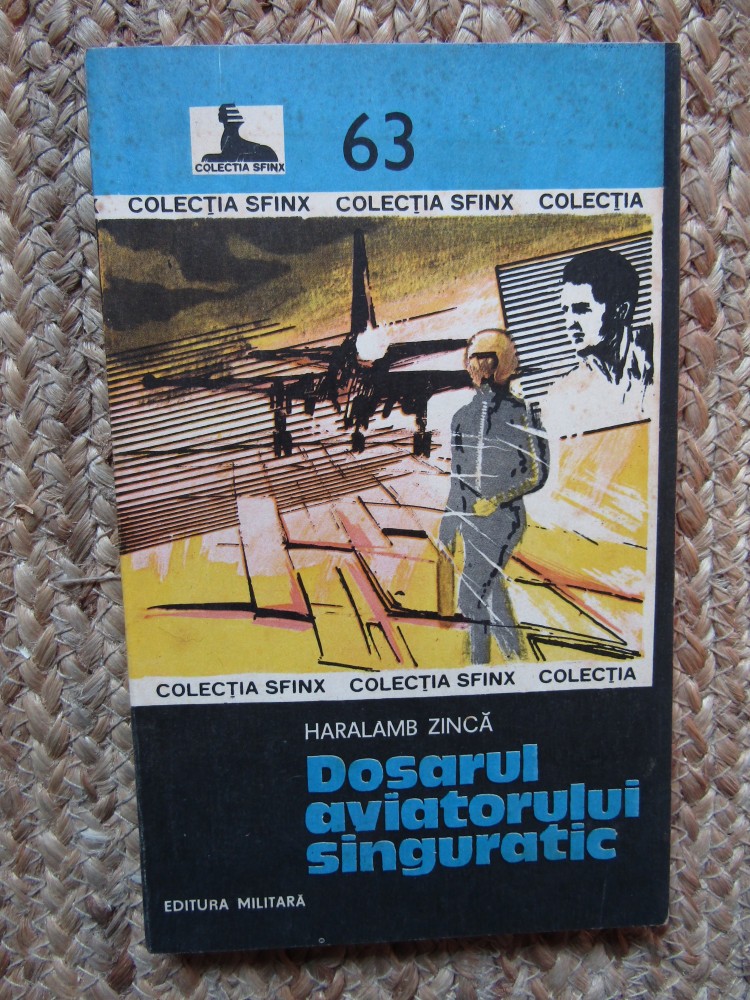 63
COLECTIA SFINX
COLECȚIA SFINX COLECȚIA SFINX COLECȚIA
COLECȚIA SFINX COLECȚIA SFINX COLECȚIA
HARALAMB ZINCĂ
Dosarul
aviatorului
singuratic
EDITURA MILITARĂ